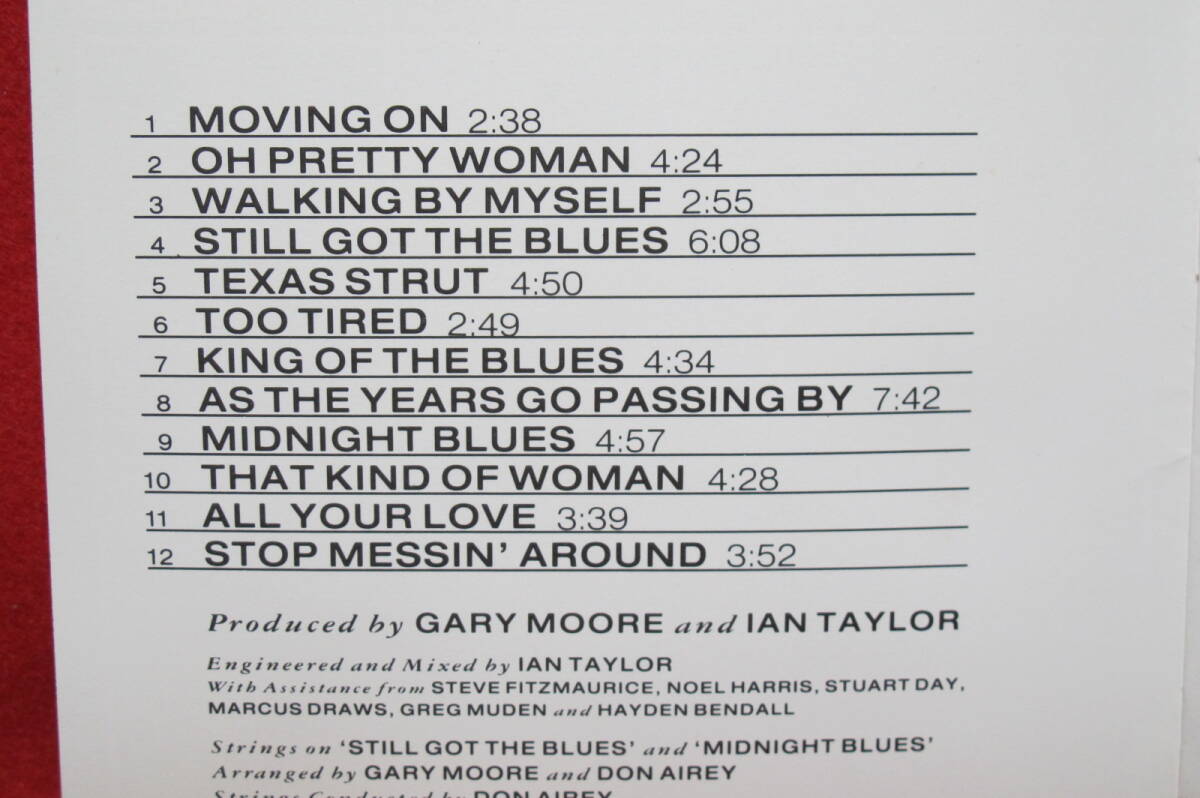 1 MOVING ON 2:38
2 OH PRETTY WOMAN 4:24
3 WALKING BY MYSELF 2:55
4 STILL GOT THE BLUES 6:08
5 TEXAS STRUT 4:50
6 TOO TIRED 2:49
7 KING OF THE BLUES 4:34
8 AS THE YEARS GO PASSING BY 7:42
9 MIDNIGHT BLUES 4:57
10 THAT KIND OF WOMAN 4:28
11 ALL YOUR LOVE 3:39
12 STOP MESSIN' AROUND 3:52
Produced by GARY MOORE and IAN TAYLOR
Engineered and Mixed by IAN TAYLOR
With Assistance from STEVE FITZMAURICE, NOEL HARRIS, STUART DAY,
MARCUS DRAWS, GREG MUDEN and HAYDEN BENDALL
Strings on 'STILL GOT THE BLUES' and 'MIDNIGHT BLUES'
Arranged by GARY MOORE and DON AIREY
Strings Conducted by DON AIREY